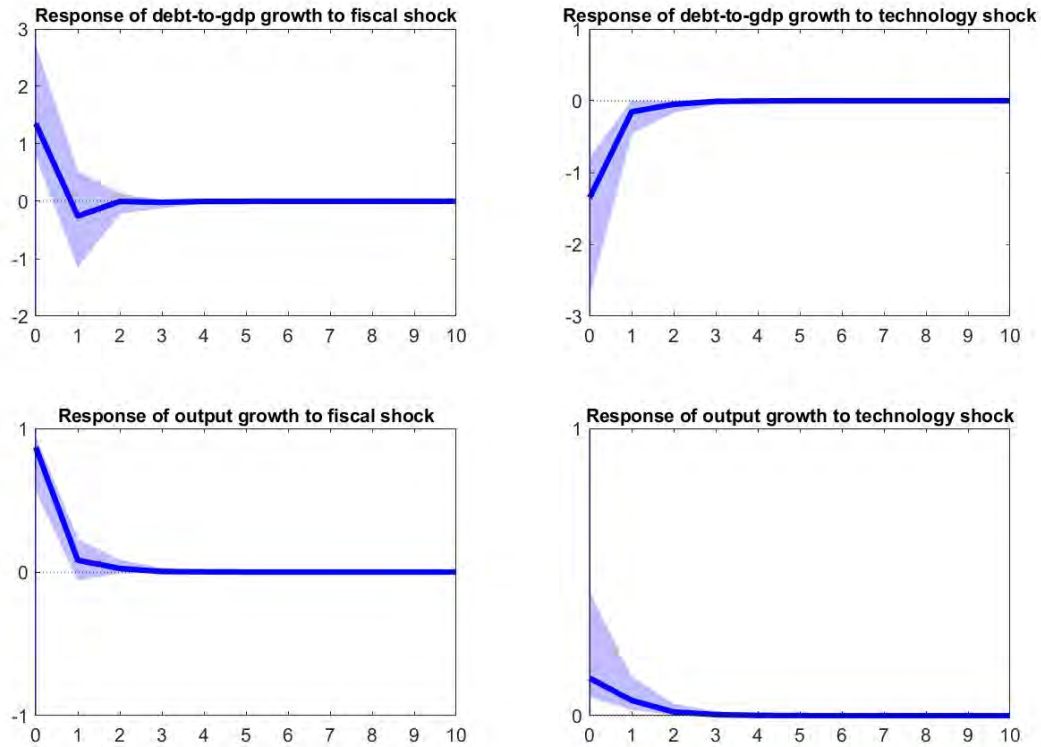 Response of debt-to-gdp growth to fiscal shock
3
2
1
0
-1
-2
0 1 2 3 4 5 6 7 8 9 10
Response of debt-to-gdp growth to technology shock
1
0
-1
-2
-3
0 1 2 3 4 5 6 7 8 9 10
Response of output growth to fiscal shock
1
0
-1
0 1 2 3 4 5 6 7 8 9 10
Response of output growth to technology shock
1
0
0 1 2 3 4 5 6 7 8 9 10